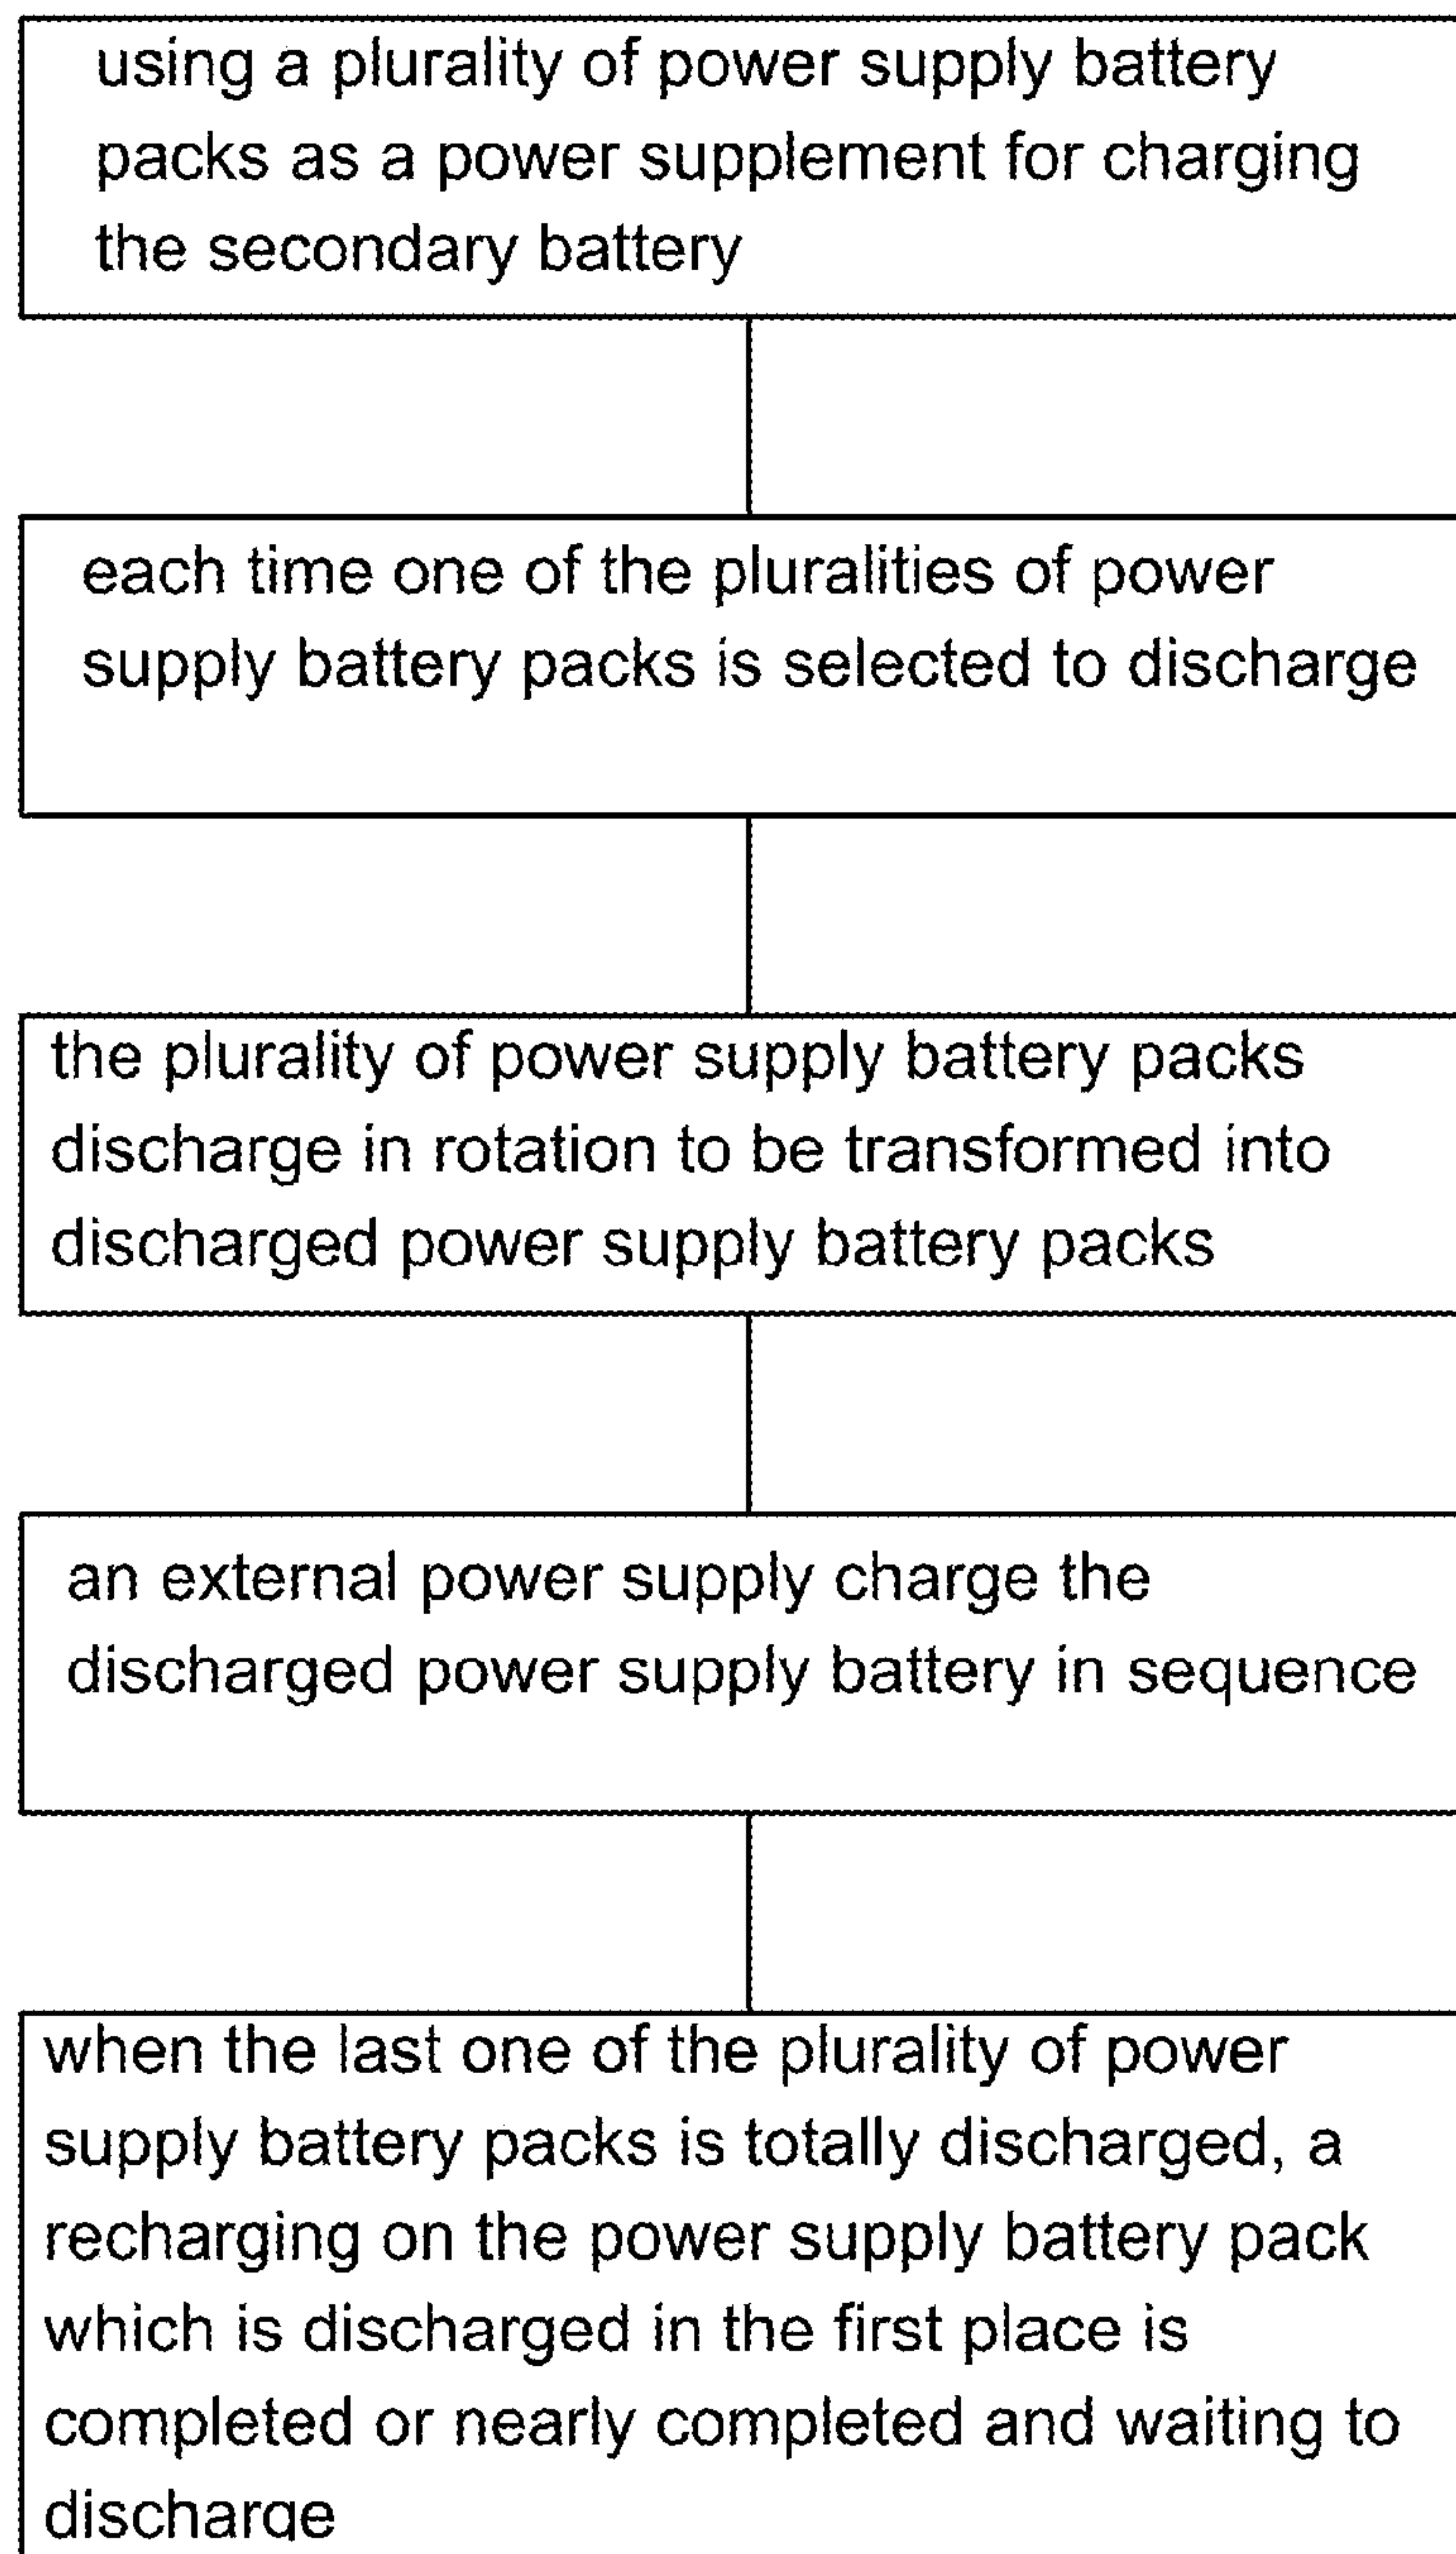 using a plurality of power supply battery
packs as a power supplement for charging
the secondary battery
each time one of the pluralities of power
supply battery packs is selected to discharge
the plurality of power supply battery packs
discharge in rotation to be transformed into
discharged power supply battery packs
an external power supply charge the
discharged power supply battery in sequence
when the last one of the plurality of power
supply battery packs is totally discharged, a
recharging on the power supply battery pack
which is discharged in the first place is
completed or nearly completed and waiting to
discharge